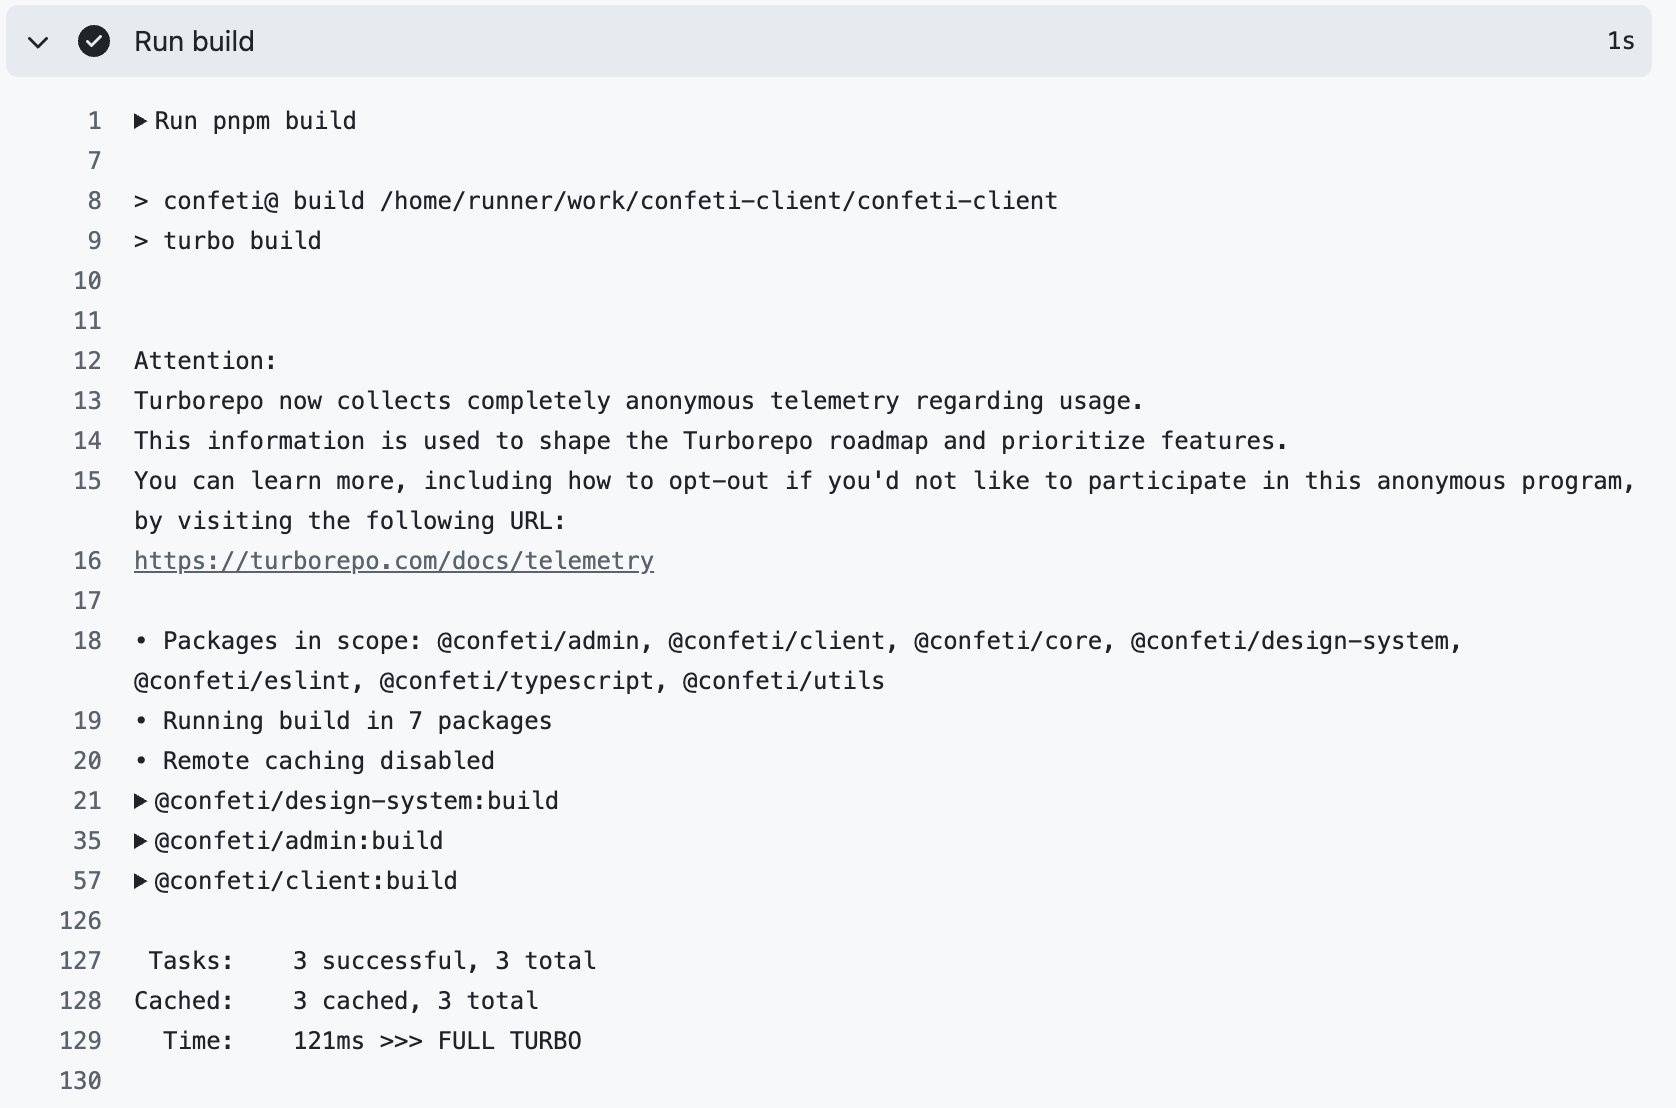 Run build 1s
1 Run pnpm build
7
8 > confeti@ build /home/runner/work/confeti-client/confeti-client
9 > turbo build
10
11
12 Attention:
13 Turborepo now collects completely anonymous telemetry regarding usage.
14 This information is used to shape the Turborepo roadmap and prioritize features.
15 You can learn more, including how to opt-out if you'd not like to participate in this anonymous program,
by visiting the following URL:
16 https://turborepo.com/docs/telemetry
17
18 • Packages in scope: @confeti/admin, @confeti/client, @confeti/core, @confeti/design-system,
@confeti/eslint, @confeti/typescript, @confeti/utils
19 • Running build in 7 packages
20 • Remote caching disabled
21 @confeti/design-system:build
35 @confeti/admin:build
57 @confeti/client:build
126
127 Tasks: 3 successful, 3 total
128 Cached: 3 cached, 3 total
129 Time: 121ms >>> FULL TURBO
130